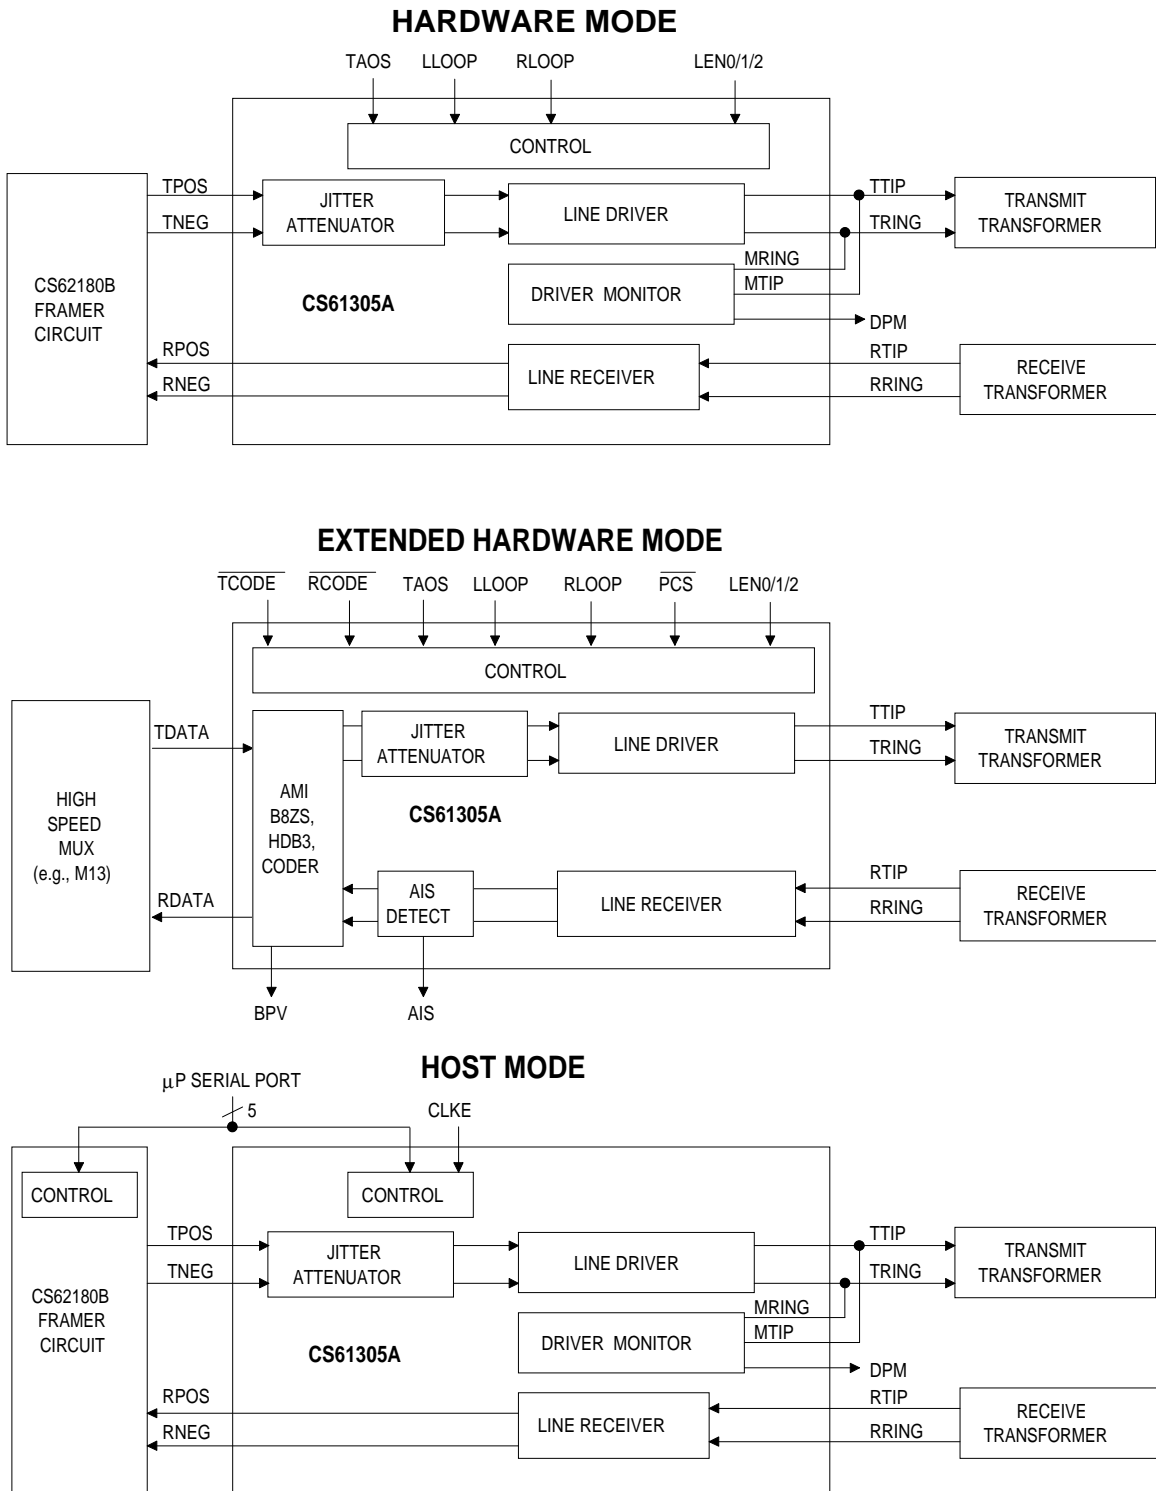 HARDWARE MODE
TAOS LLOOP RLOOP LEN0/1/2
CONTROL
TPOS
TNEG
JITTER
ATTENUATOR
LINE DRIVER
TTIP
TRING
TRANSMIT
TRANSFORMER
CS62180B
FRAMER
CIRCUIT
CS61305A
DRIVER MONITOR
MRING
MTIP
DPM
RPOS
RNEG
LINE RECEIVER
RTIP
RRING
RECEIVE
TRANSFORMER
EXTENDED HARDWARE MODE
TCODE RCODE TAOS LLOOP RLOOP PCS LEN0/1/2
CONTROL
TDATA
JITTER
ATTENUATOR
LINE DRIVER
TTIP
TRING
TRANSMIT
TRANSFORMER
HIGH
SPEED
MUX
(e.g., M13)
AMI
B8ZS,
HDB3,
CODER
CS61305A
RDATA
AIS
DETECT
LINE RECEIVER
RTIP
RRING
RECEIVE
TRANSFORMER
BPV
AIS
HOST MODE
μP SERIAL PORT
5
CLKE
CONTROL
CONTROL
TPOS
TNEG
JITTER
ATTENUATOR
LINE DRIVER
TTIP
TRING
TRANSMIT
TRANSFORMER
CS62180B
FRAMER
CIRCUIT
CS61305A
DRIVER MONITOR
MRING
MTIP
DPM
RPOS
RNEG
LINE RECEIVER
RTIP
RRING
RECEIVE
TRANSFORMER